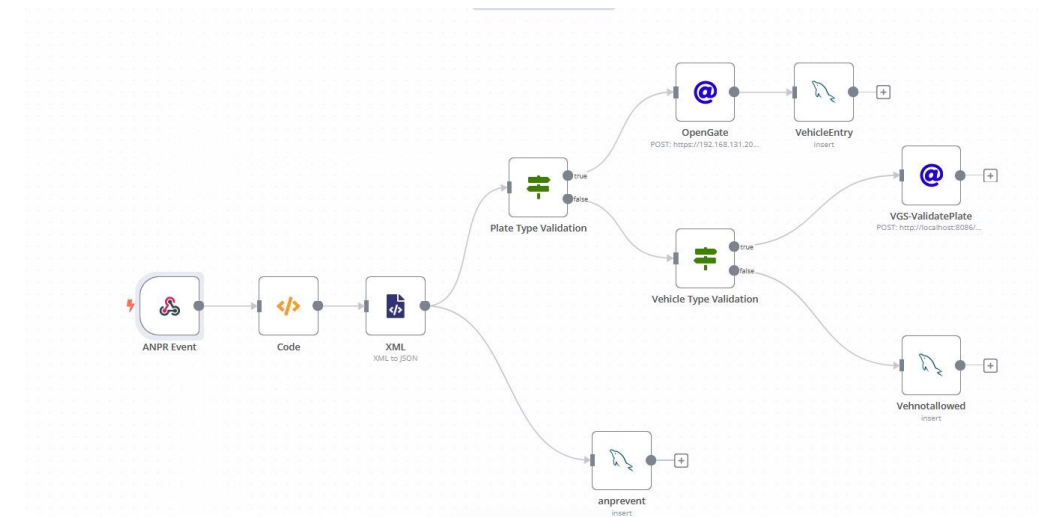 OpenGate
POST: https://192.168.131.20...
VehicleEntry
insert
true
false
Plate Type Validation
VGS-ValidatePlate
POST: http://localhost:8086/...
true
false
Vehicle Type Validation
ANPR Event
Code
XML
XML to JSON
Vehnotallowed
insert
anprevent
insert